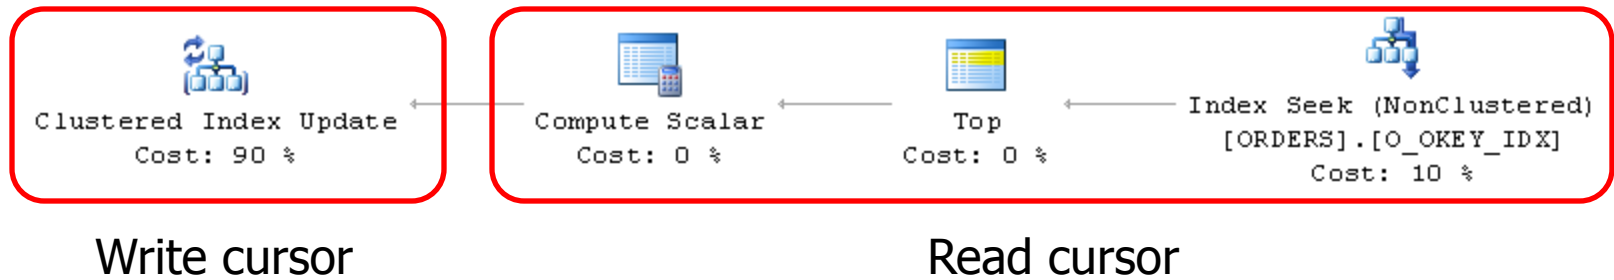 Clustered Index Update
Cost: 90 %
Compute Scalar
Cost: 0 %
Top
Cost: 0 %
Index Seek (NonClustered)
[ORDERS].[O_OKEY_IDX]
Cost: 10 %
Write cursor
Read cursor